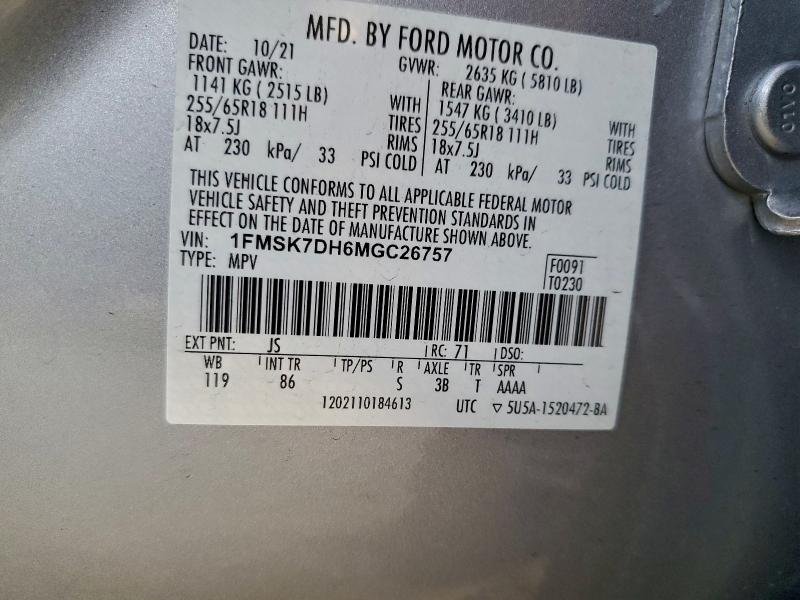 MFD. BY FORD MOTOR CO.
DATE: 10/21 GVWR: 2635 KG ( 5810 LB)
FRONT GAWR: REAR GAWR:
1141 KG ( 2515 LB) WITH 1547 KG ( 3410 LB) WITH
255/65R18 111H TIRES 255/65R18 111H TIRES
18x7.5J RIMS 18x7.5J RIMS
AT 230 kPa/ 33 PSI COLD AT 230 kPa/ 33 PSI COLD
THIS VEHICLE CONFORMS TO ALL APPLICABLE FEDERAL MOTOR
VEHICLE SAFETY AND THEFT PREVENTION STANDARDS IN
EFFECT ON THE DATE OF MANUFACTURE SHOWN ABOVE.
VIN: 1FMSK7DH6MGC26757
TYPE: MPV F0091
T0230
EXT PNT: JS RC: 71 DSO:
WB INT TR TP/PS R AXLE TR SPR
119 86 S 3B T AAAA
1202110184613 UTC ▽ 5U5A-1520472-BA